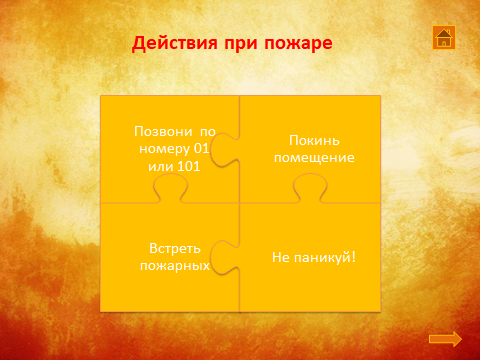 Действия при пожаре
Позвони по
номеру 01
или 101
Покинь
помещение
Встреть
пожарных
Не паникуй!